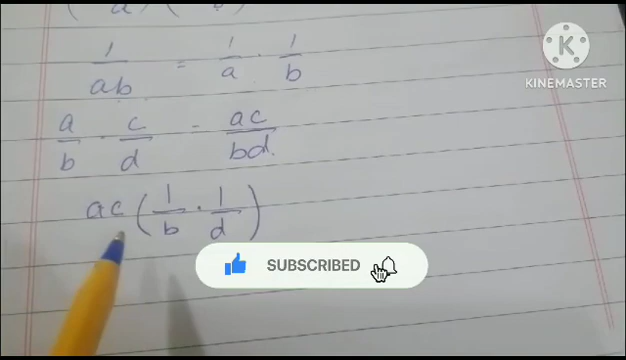 1/ab = 1/a · 1/b
KINEMASTER
a/b · c/d = ac/bd.
ac(1/b · 1/d)
SUBSCRIBED